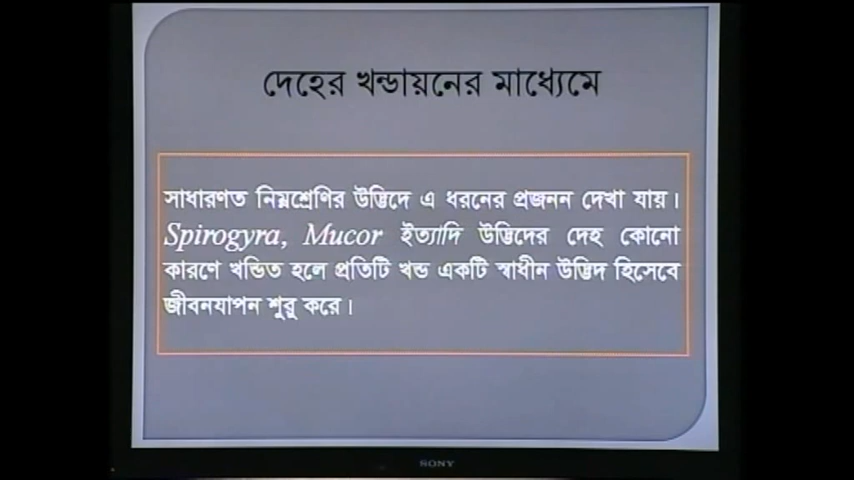 দেহের খন্ডায়নের মাধ্যেমে
সাধারণত নিম্নশ্রেণির উদ্ভিদে এ ধরনের প্রজনন দেখা যায়।
Spirogyra, Mucor ইত্যাদি উদ্ভিদের দেহ কোনো
কারণে খন্ডিত হলে প্রতিটি খন্ড একটি স্বাধীন উদ্ভিদ হিসেবে
জীবনযাপন শুরু করে।
SONY